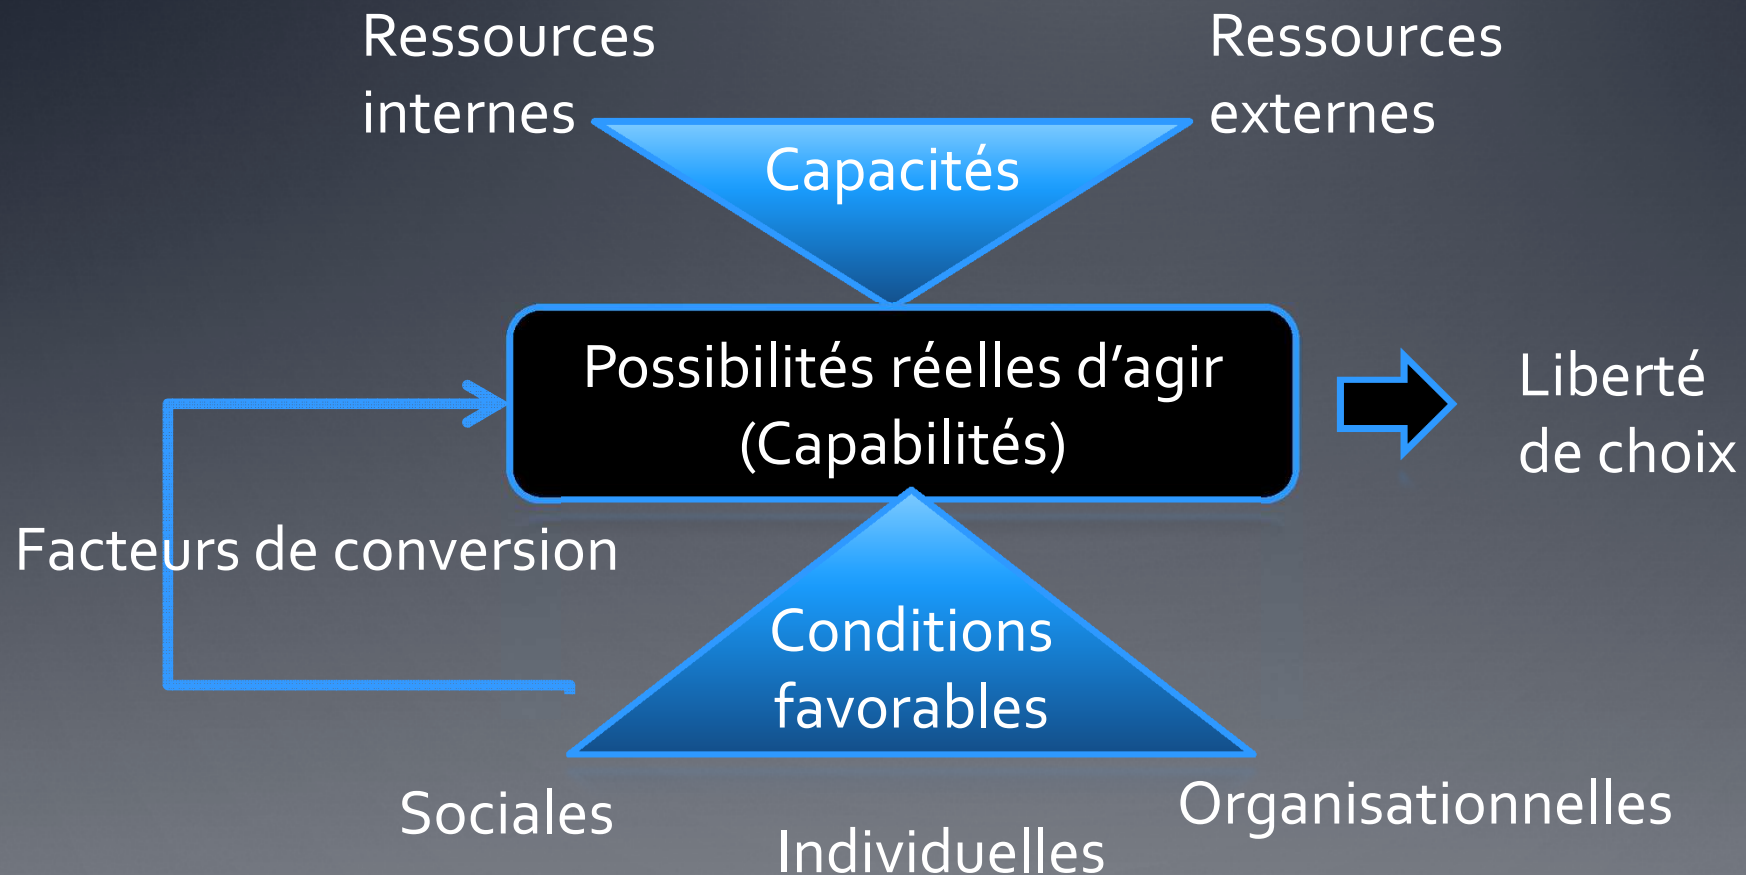 Ressources
internes
Ressources
externes
Capacités
Possibilités réelles d’agir
(Capabilités)
Liberté
de choix
Facteurs de conversion
Conditions
favorables
Sociales
Individuelles
Organisationnelles